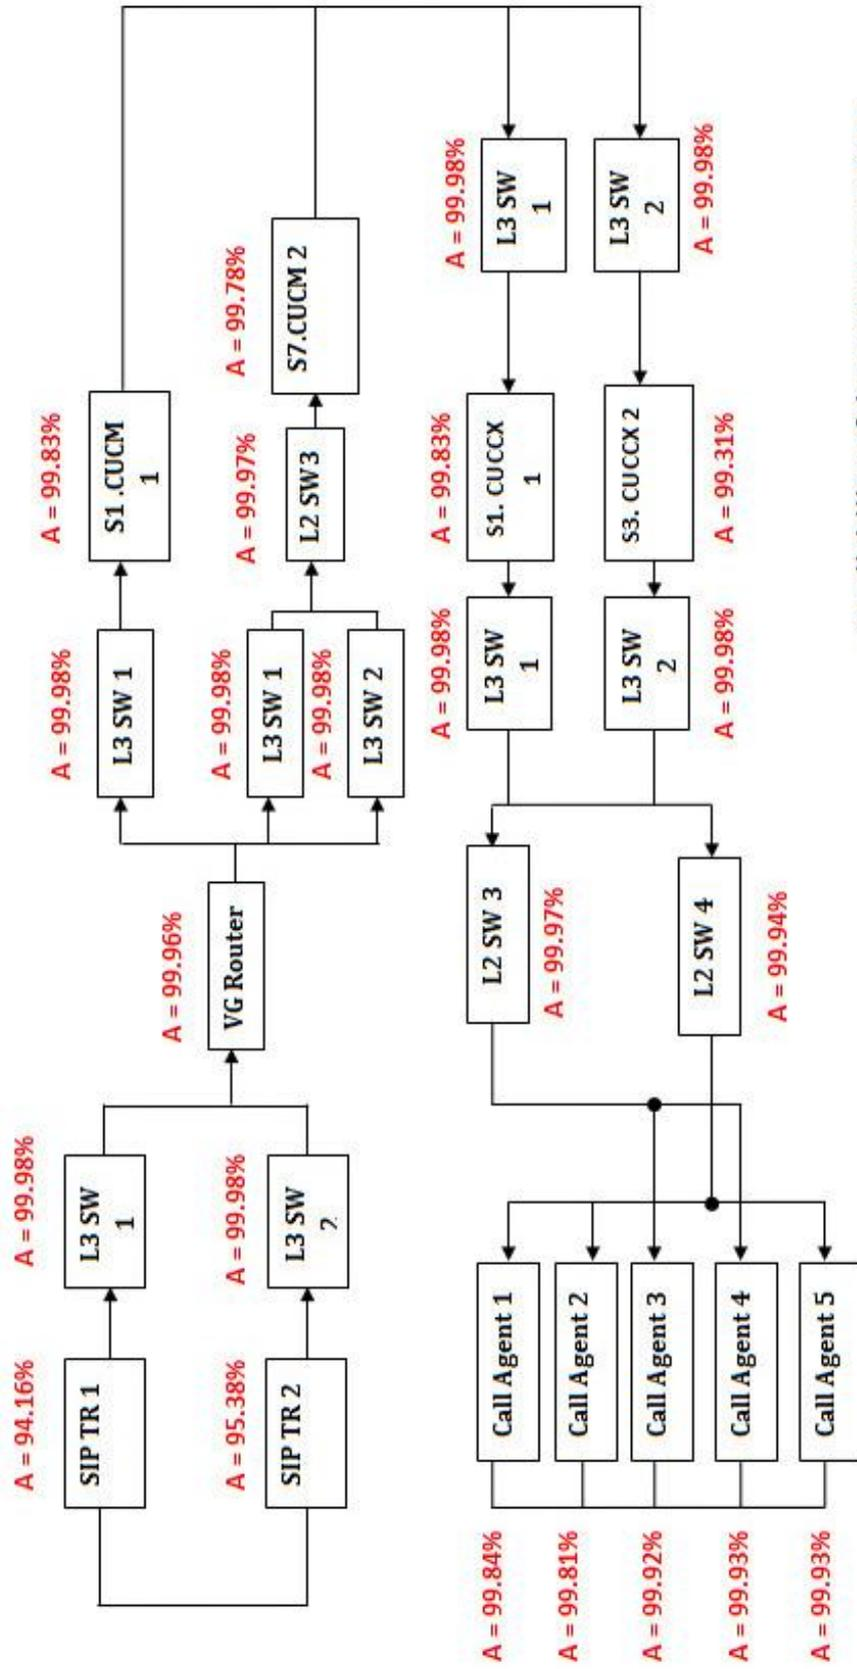 A = 94.16%
SIP TR 1
A = 99.98%
L3 SW
1
A = 95.38%
SIP TR 2
A = 99.98%
L3 SW
2
A = 99.96%
VG Router
A = 99.98%
L3 SW 1
A = 99.83%
S1 .CUCM
1
A = 99.98%
L3 SW 1
A = 99.98%
L3 SW 2
A = 99.97%
L2 SW3
A = 99.78%
S7.CUCM 2
A = 99.84%
Call Agent 1
A = 99.81%
Call Agent 2
A = 99.92%
Call Agent 3
A = 99.93%
Call Agent 4
A = 99.93%
Call Agent 5
L2 SW 3
A = 99.97%
L2 SW 4
A = 99.94%
A = 99.98%
L3 SW
1
A = 99.83%
S1. CUCCX
1
A = 99.98%
L3 SW
1
L3 SW
2
A = 99.98%
S3. CUCCX 2
A = 99.31%
L3 SW
2
A = 99.98%